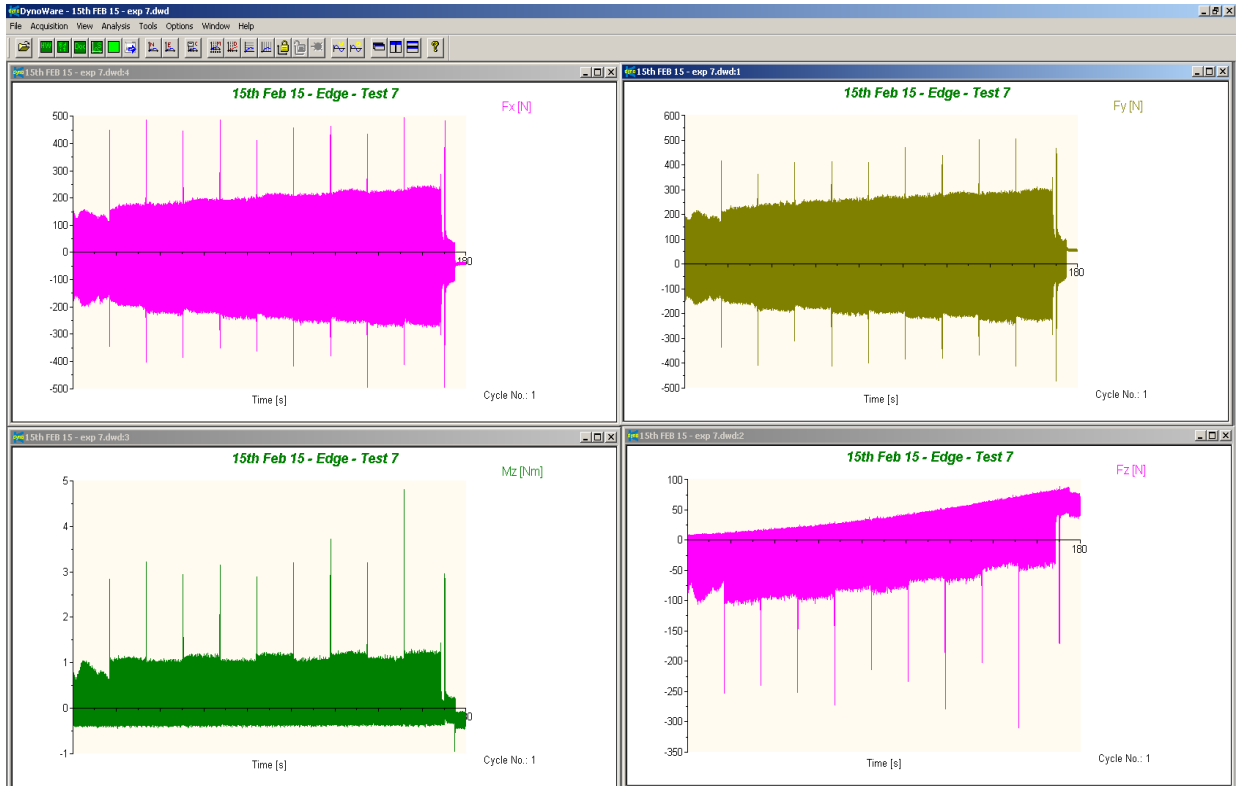 DynoWare - 15th FEB 15 - exp 7.dwd
File Acquisition View Analysis Tools Options Window Help
15th FEB 15 - exp 7.dwd:4
15th Feb 15 - Edge - Test 7
Fx [N]
500
400
300
200
100
0
-100
-200
-300
-400
-500
180
Time [s]
Cycle No.: 1
15th FEB 15 - exp 7.dwd:1
15th Feb 15 - Edge - Test 7
Fy [N]
600
500
400
300
200
100
0
-100
-200
-300
-400
-500
180
Time [s]
Cycle No.: 1
15th FEB 15 - exp 7.dwd:3
15th Feb 15 - Edge - Test 7
Mz [Nm]
5
4
3
2
1
0
-1
Time [s]
Cycle No.: 1
15th FEB 15 - exp 7.dwd:2
15th Feb 15 - Edge - Test 7
Fz [N]
100
50
0
-50
-100
-150
-200
-250
-300
-350
180
Time [s]
Cycle No.: 1